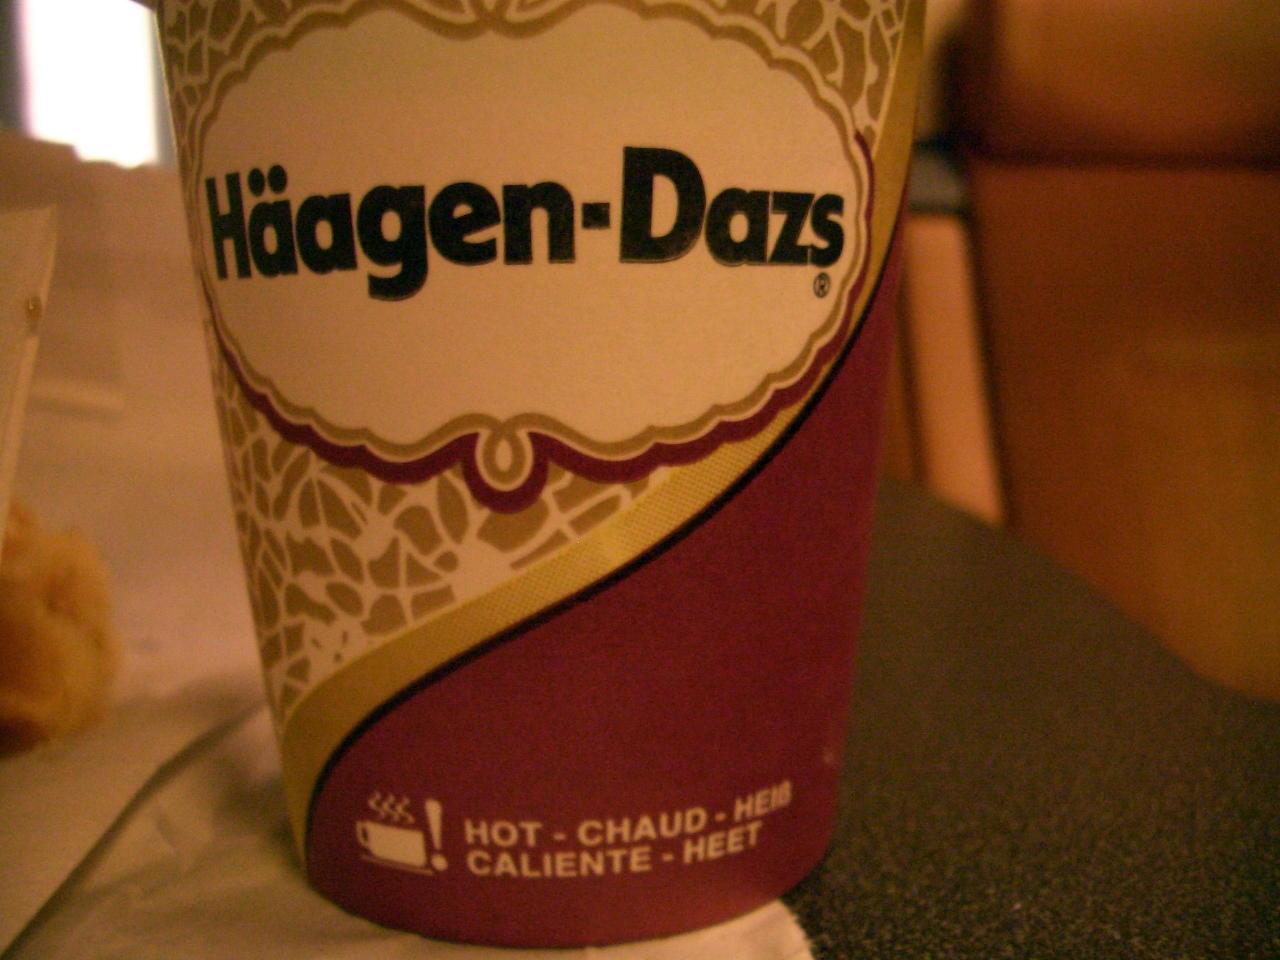 Häagen-Dazs
®
HOT - CHAUD - HEIß
CALIENTE - HEET